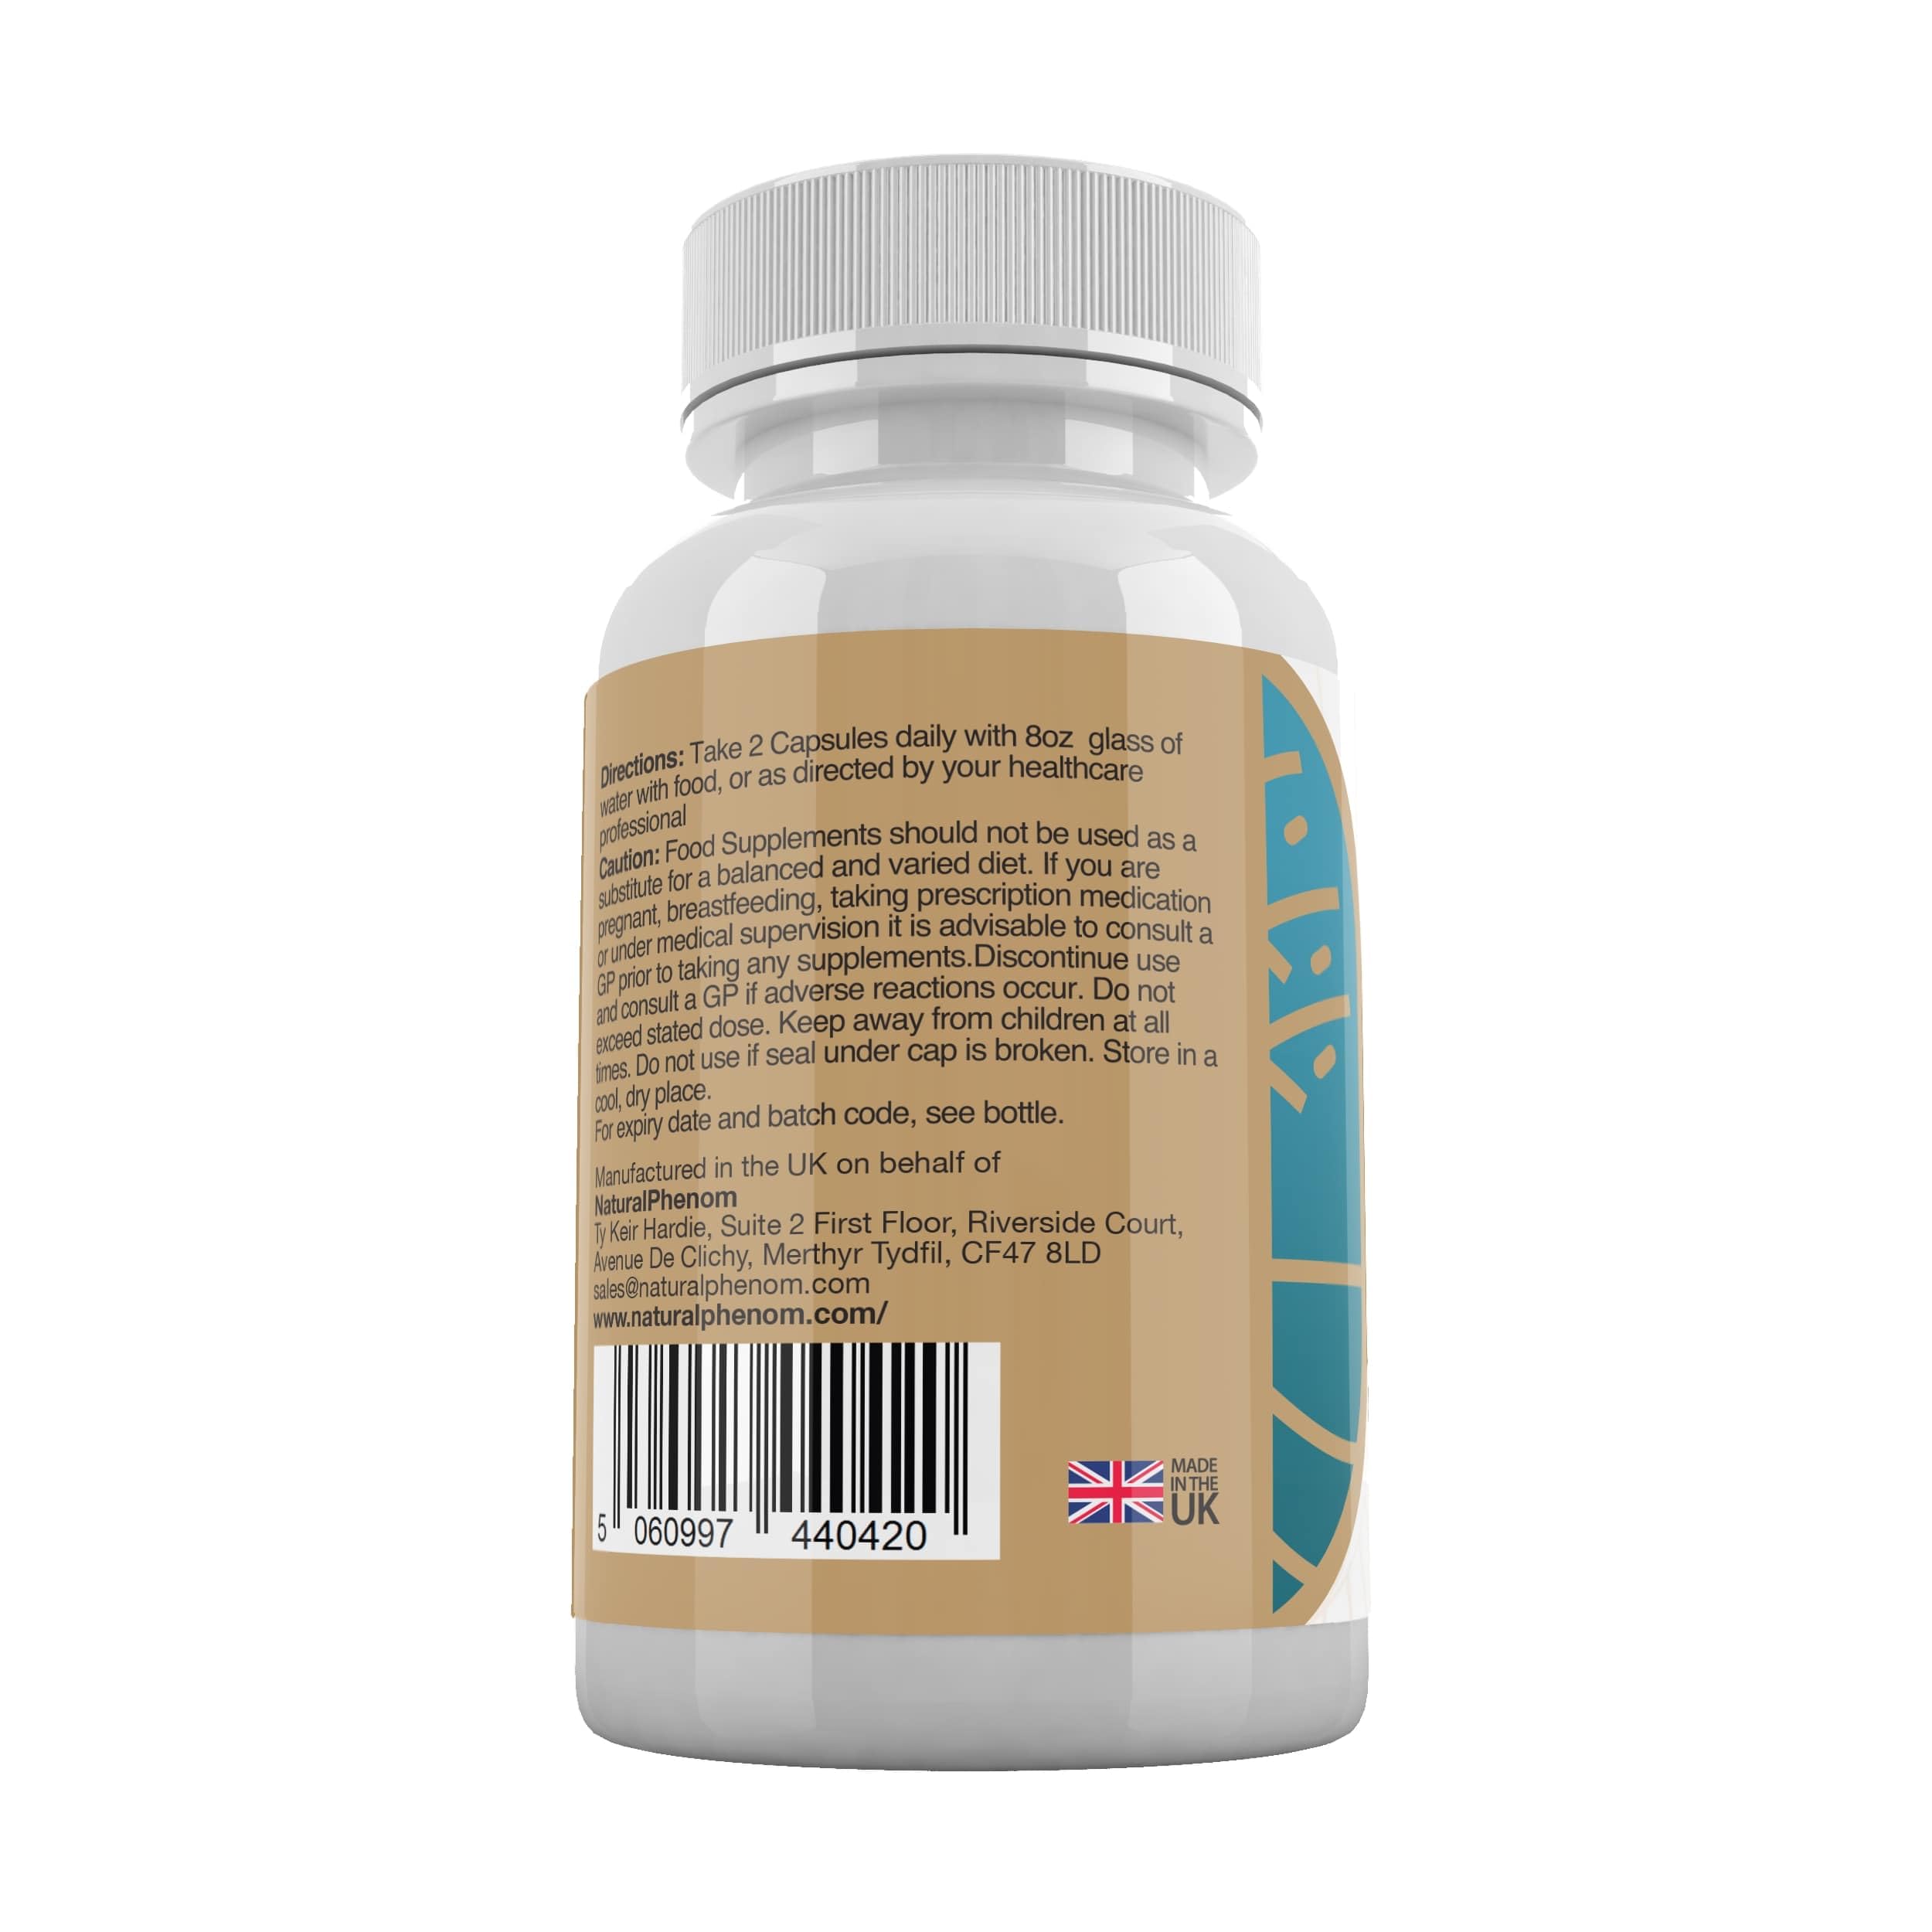 Directions: Take 2 Capsules daily with 8oz glass of
water with food, or as directed by your healthcare
professional
Caution: Food Supplements should not be used as a
substitute for a balanced and varied diet. If you are
pregnant, breastfeeding, taking prescription medication
or under medical supervision it is advisable to consult a
GP prior to taking any supplements.Discontinue use
and consult a GP if adverse reactions occur. Do not
exceed stated dose. Keep away from children at all
times. Do not use if seal under cap is broken. Store in a
cool, dry place.
For expiry date and batch code, see bottle.
Manufactured in the UK on behalf of
NaturalPhenom
Ty Keir Hardie, Suite 2 First Floor, Riverside Court,
Avenue De Clichy, Merthyr Tydfil, CF47 8LD
sales@naturalphenom.com
www.naturalphenom.com/
5 060997 440420
MADE
IN THE
UK